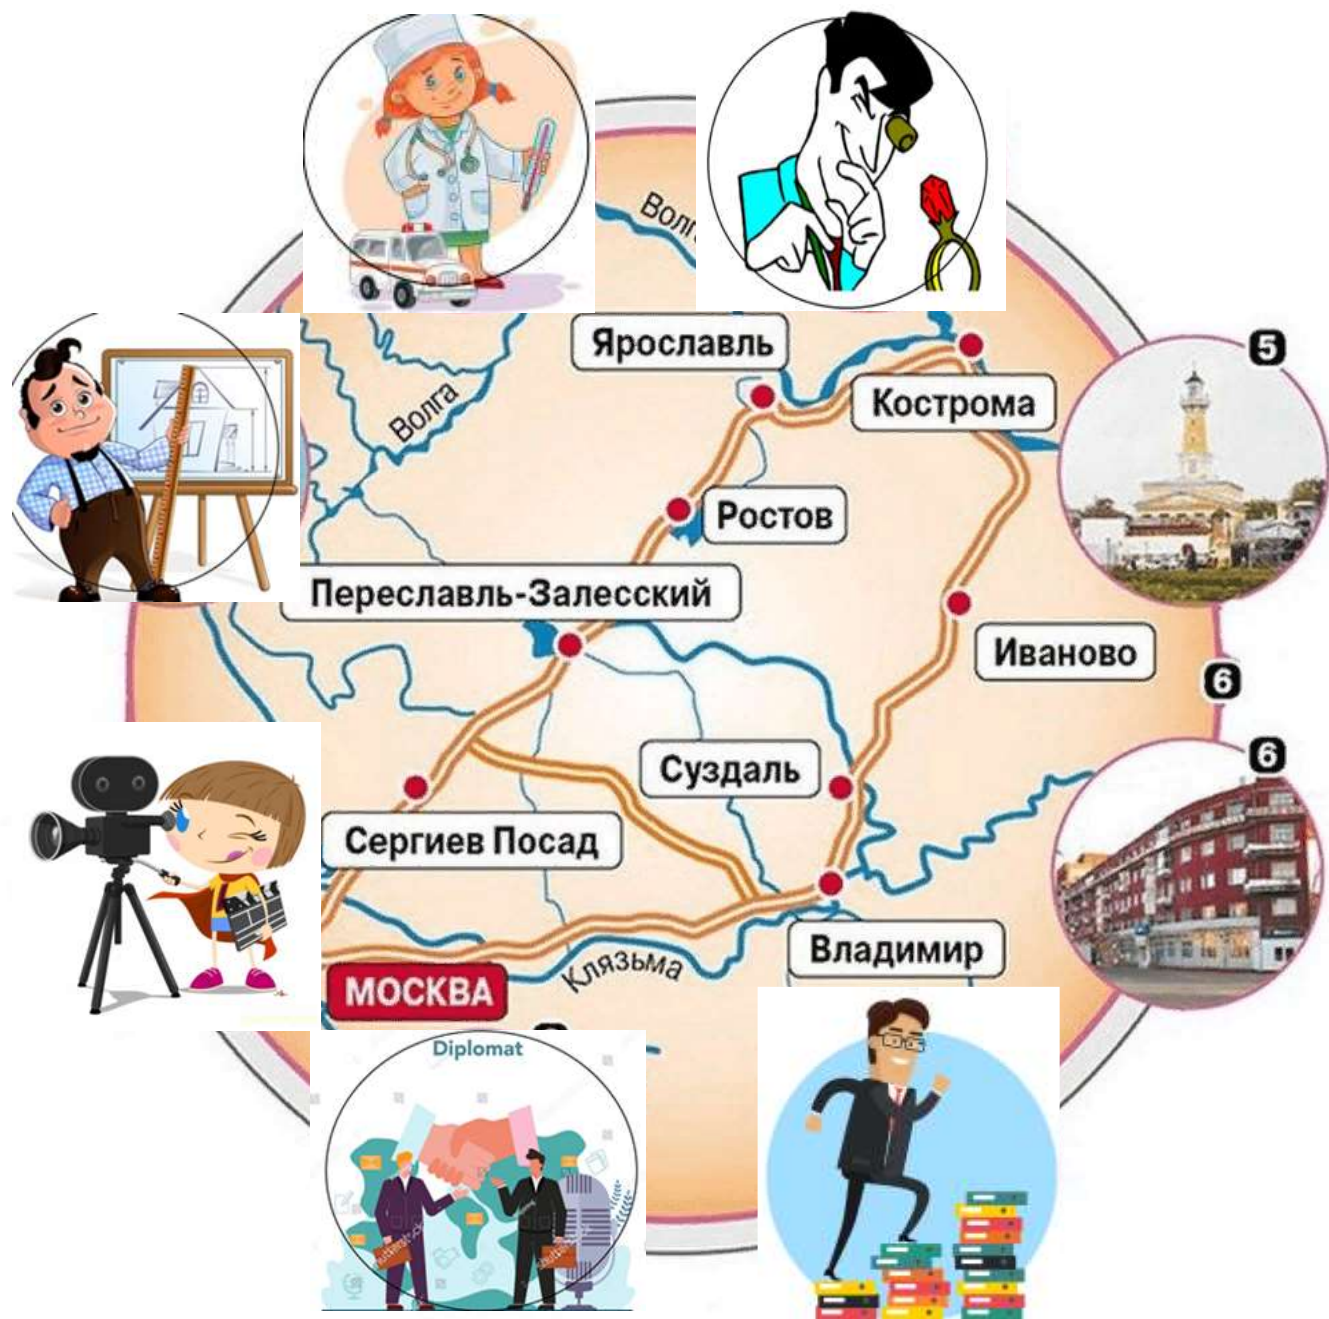 Волга
5
Ярославль
Кострома
Волга
Ростов
Переславль-Залесский
Иваново
6
Суздаль
6
Сергиев Посад
Владимир
Клязьма
МОСКВА
Diplomat